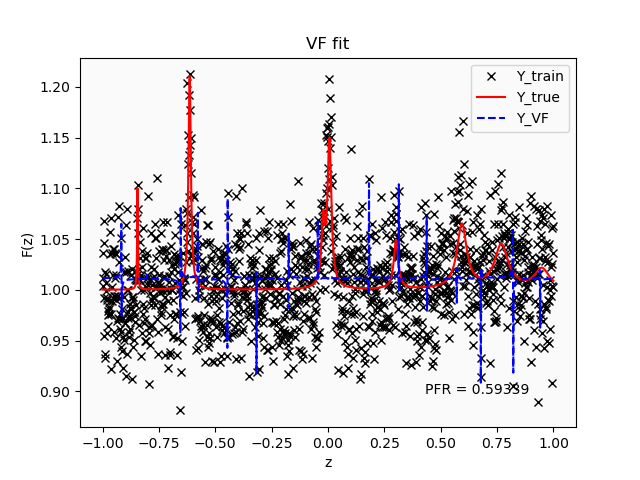 VF fit
Y_train
Y_true
Y_VF
F(z)
1.20
1.15
1.10
1.05
1.00
0.95
0.90
PFR = 0.59339
−1.00 −0.75 −0.50 −0.25 0.00 0.25 0.50 0.75 1.00
z